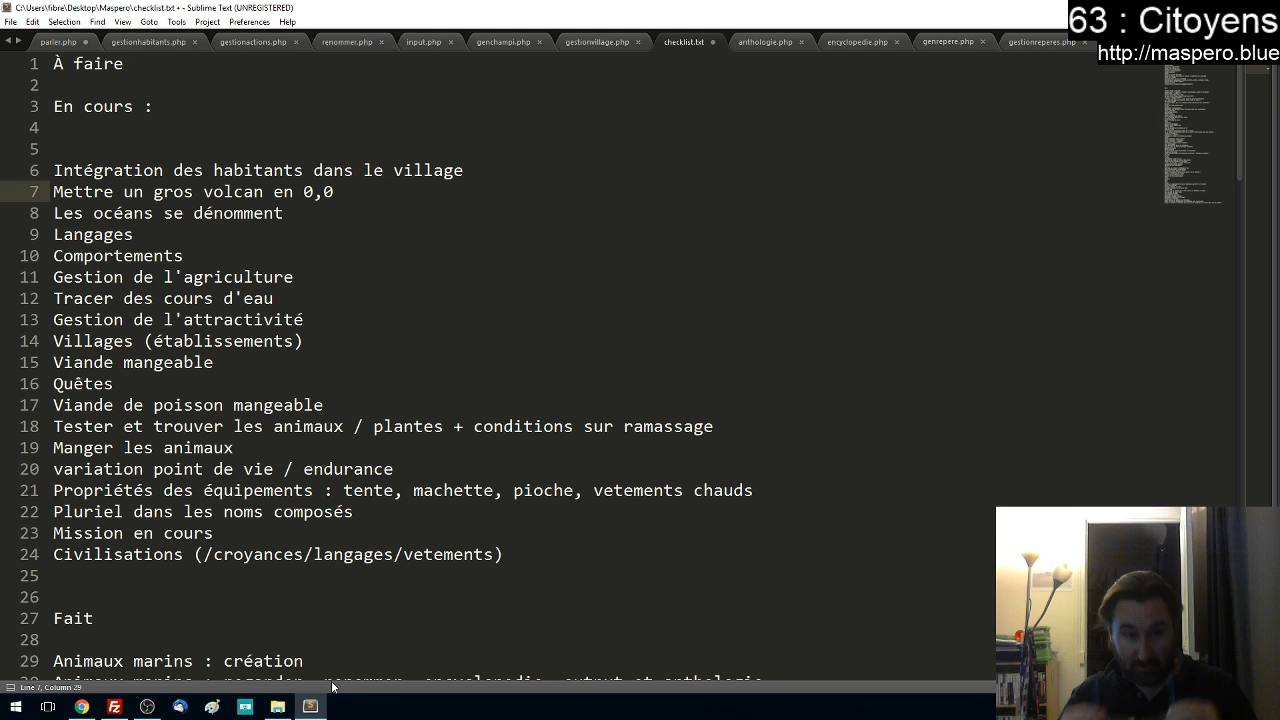 C:\Users\fibre\Desktop\Maspero\checklist.txt • - Sublime Text (UNREGISTERED)
File Edit Selection Find View Goto Tools Project Preferences Help
63 : Citoyens
http://maspero.blue
parler.php gestionhabitants.php gestionactions.php renommer.php input.php genchampi.php gestionvillage.php checklist.txt anthologie.php encyclopedie.php genrepere.php gestionreperes.php
1 À faire
2
3 En cours :
4
5
6 Intégration des habitants dans le village
7 Mettre un gros volcan en 0,0
8 Les océans se dénomment
9 Langages
10 Comportements
11 Gestion de l'agriculture
12 Tracer des cours d'eau
13 Gestion de l'attractivité
14 Villages (établissements)
15 Viande mangeable
16 Quêtes
17 Viande de poisson mangeable
18 Tester et trouver les animaux / plantes + conditions sur ramassage
19 Manger les animaux
20 variation point de vie / endurance
21 Propriétés des équipements : tente, machette, pioche, vetements chauds
22 Pluriel dans les noms composés
23 Mission en cours
24 Civilisations (/croyances/langages/vetements)
25
26
27 Fait
28
29 Animaux marins : création
Line 7, Column 29